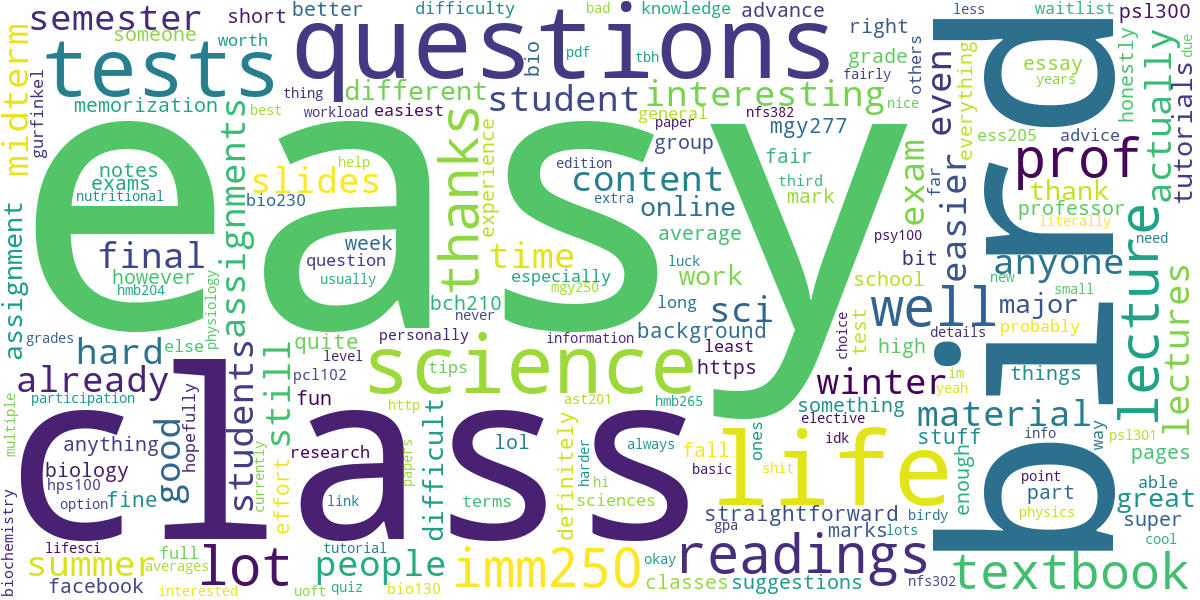 semester
short
better
difficulty
bad
knowledge
advance
right
less
waitlist
psl300
someone
worth
questions
bio
pdf
tbh
grade
others
bird
essay
years
honestly
actually
due
midterm
tests
gurfinkel
memorization
thing
different
workload
easiest
student
interesting
fairly
nice
general
paper
nfs382
even
everything
ess205
advice
tutorials
best
easy
notes
exams
nutritional
help
slides
thanks
experience
edition
group
mgy277
fair
content
third
extra
mark
online
exam
far
easier
prof
thank
professor
literally
lecture
need
assignments
bio230
final
week
question
usually
however
hmb204
physiology
time
especially
mgy250
average
luck
work
psy100
bit
school
anyone
new
small
lectures
assignment
bch210
never
long
sci
background
well
major
details
probably
grades
hard
else
quite
personally
information
least
choice
test
high
already
students
still
pcl102
level
tips
science
https
winter
im
yeah
things
participation
fun
http
ast201
hmb265
something
elective
material
multiple
hopefully
class
good
anything
biology
hps100
option
fine
currently
effort
research
link
lol
difficult
papers
terms
definitely
harder
hi
sciences
always
basic
life
fall
shit
ones
idk
stuff
enough
info
point
part
physics
way
psl301
pages
able
great
super
cool
biochemistry
lifesci
summer
averages
full
facebook
interested
lot
tutorial
people
uoft
quiz
bio130
okay
imm250
classes
gpa
straightforward
marks
lots
birdy
readings
suggestions
nfs302
textbook